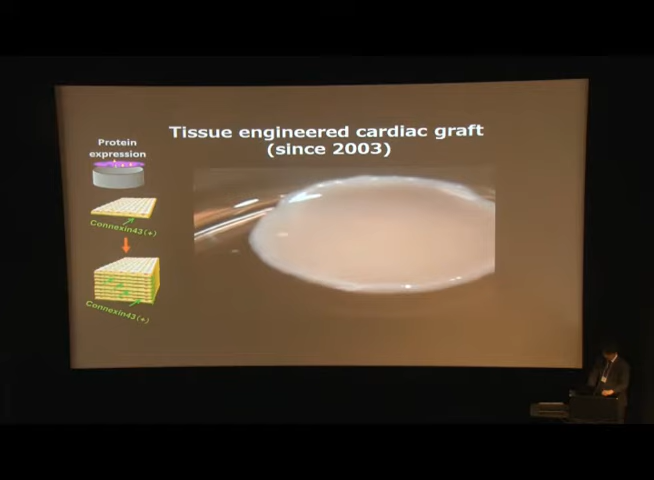 Tissue engineered cardiac graft
(since 2003)
Protein
expression
Connexin43(+)
Connexin43(+)